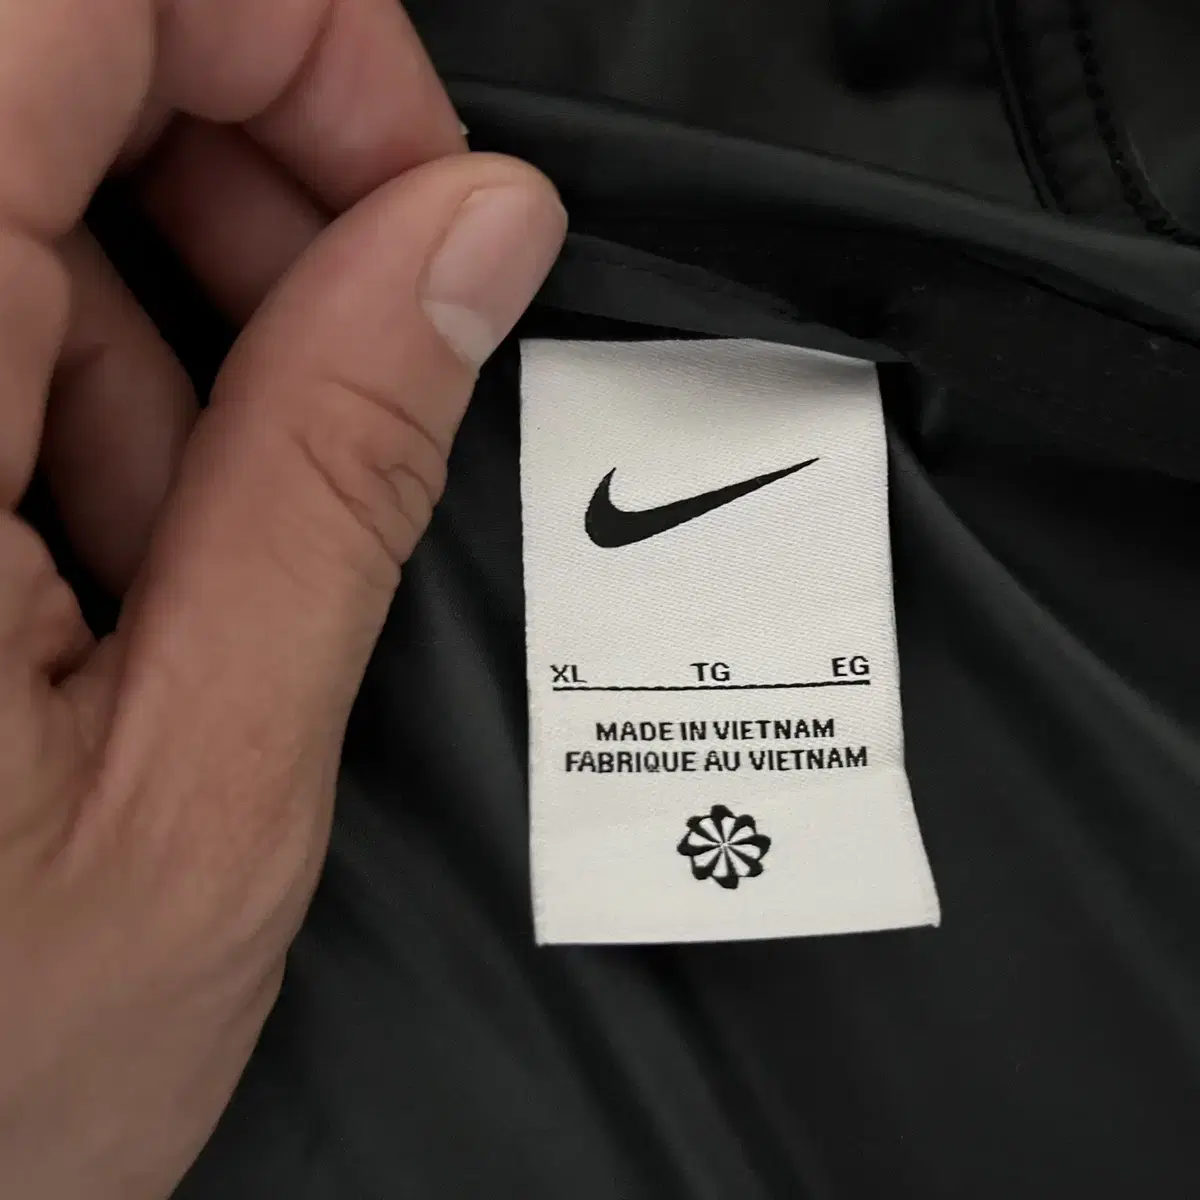 XL TG EG
MADE IN VIETNAM
FABRIQUE AU VIETNAM